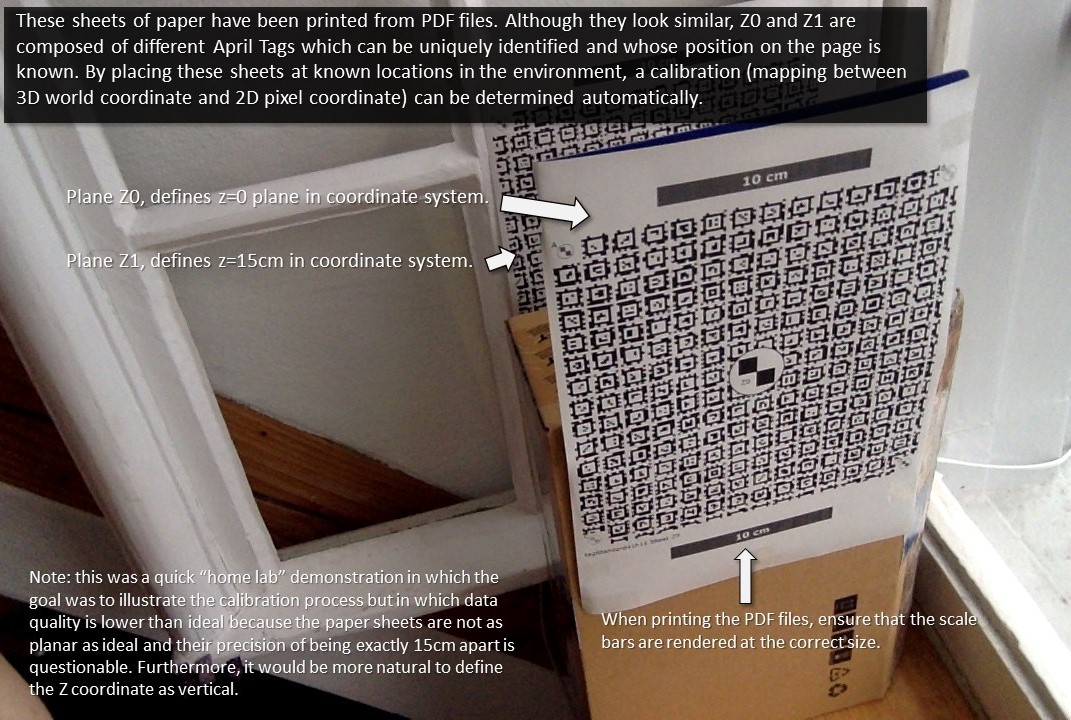 These sheets of paper have been printed from PDF files. Although they look similar, Z0 and Z1 are
composed of different April Tags which can be uniquely identified and whose position on the page is
known. By placing these sheets at known locations in the environment, a calibration (mapping between
3D world coordinate and 2D pixel coordinate) can be determined automatically.
10 cm
Plane Z0, defines z=0 plane in coordinate system.
Plane Z1, defines z=15cm in coordinate system.
A
Z0
10 cm
Note: this was a quick “home lab” demonstration in which the
goal was to illustrate the calibration process but in which data
quality is lower than ideal because the paper sheets are not as
planar as ideal and their precision of being exactly 15cm apart is
questionable. Furthermore, it would be more natural to define
the Z coordinate as vertical.
When printing the PDF files, ensure that the scale
bars are rendered at the correct size.